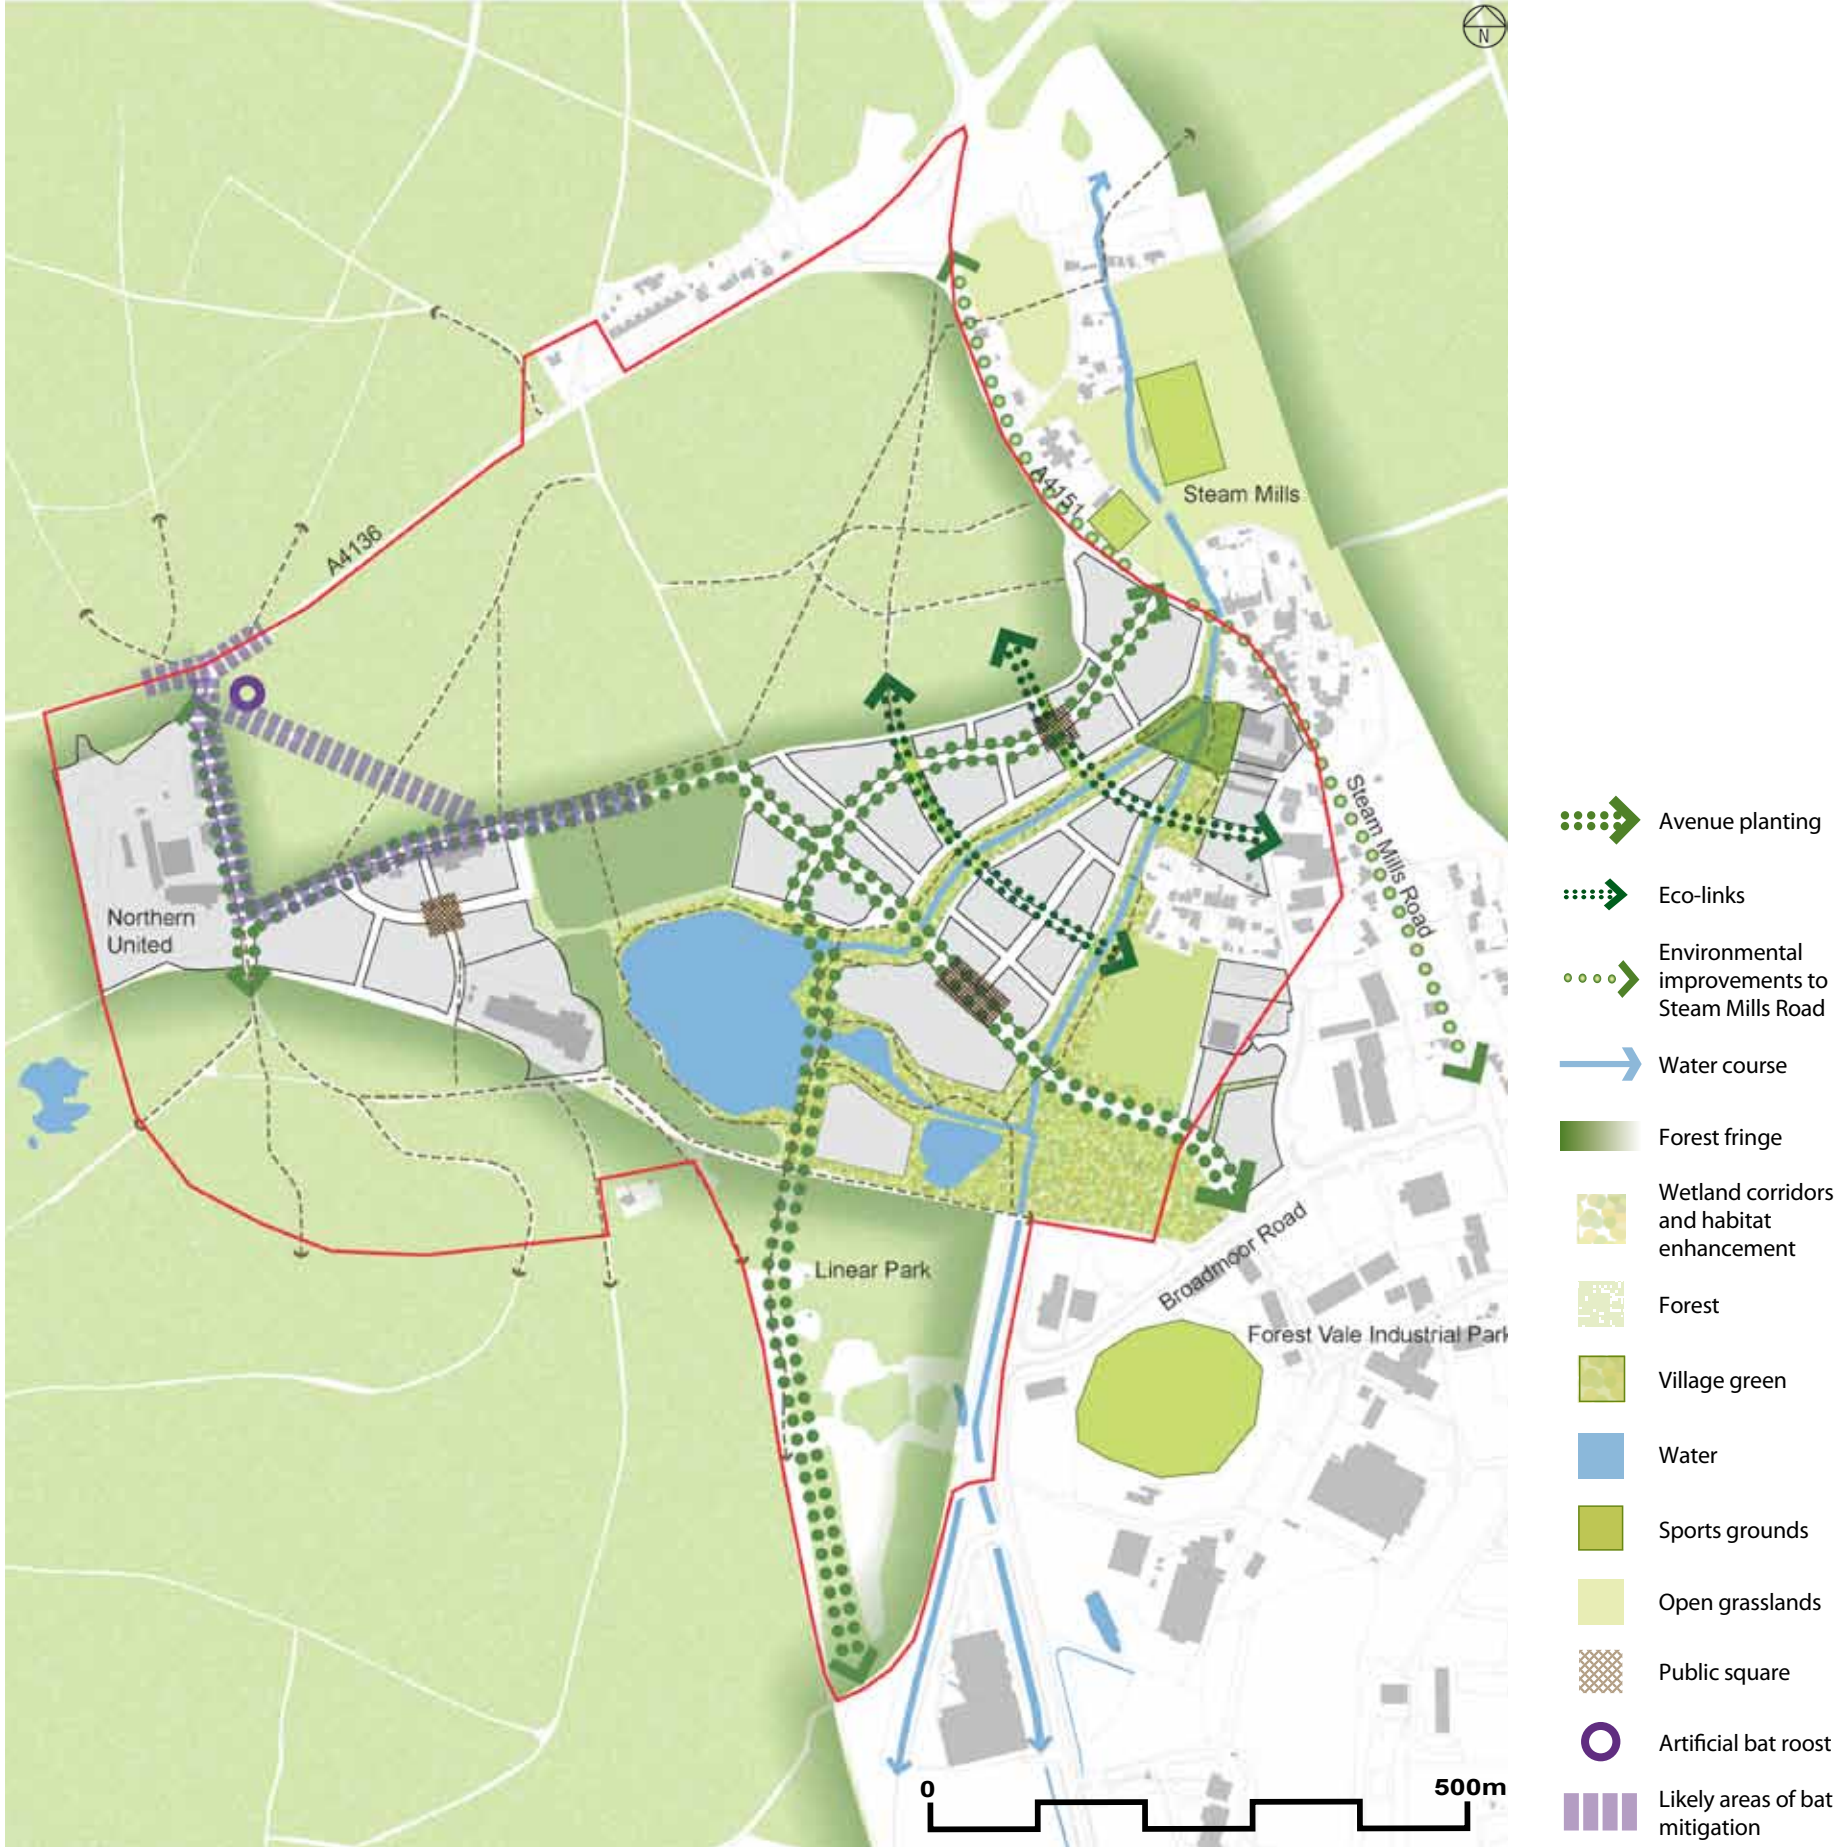 N
A4136
A4151
Steam Mills
Steam Mills Road
Northern
United
Linear Park
Broadmoor Road
Forest Vale Industrial Park
0
500m
Avenue planting
Eco-links
Environmental
improvements to
Steam Mills Road
Water course
Forest fringe
Wetland corridors
and habitat
enhancement
Forest
Village green
Water
Sports grounds
Open grasslands
Public square
Artificial bat roost
Likely areas of bat
mitigation